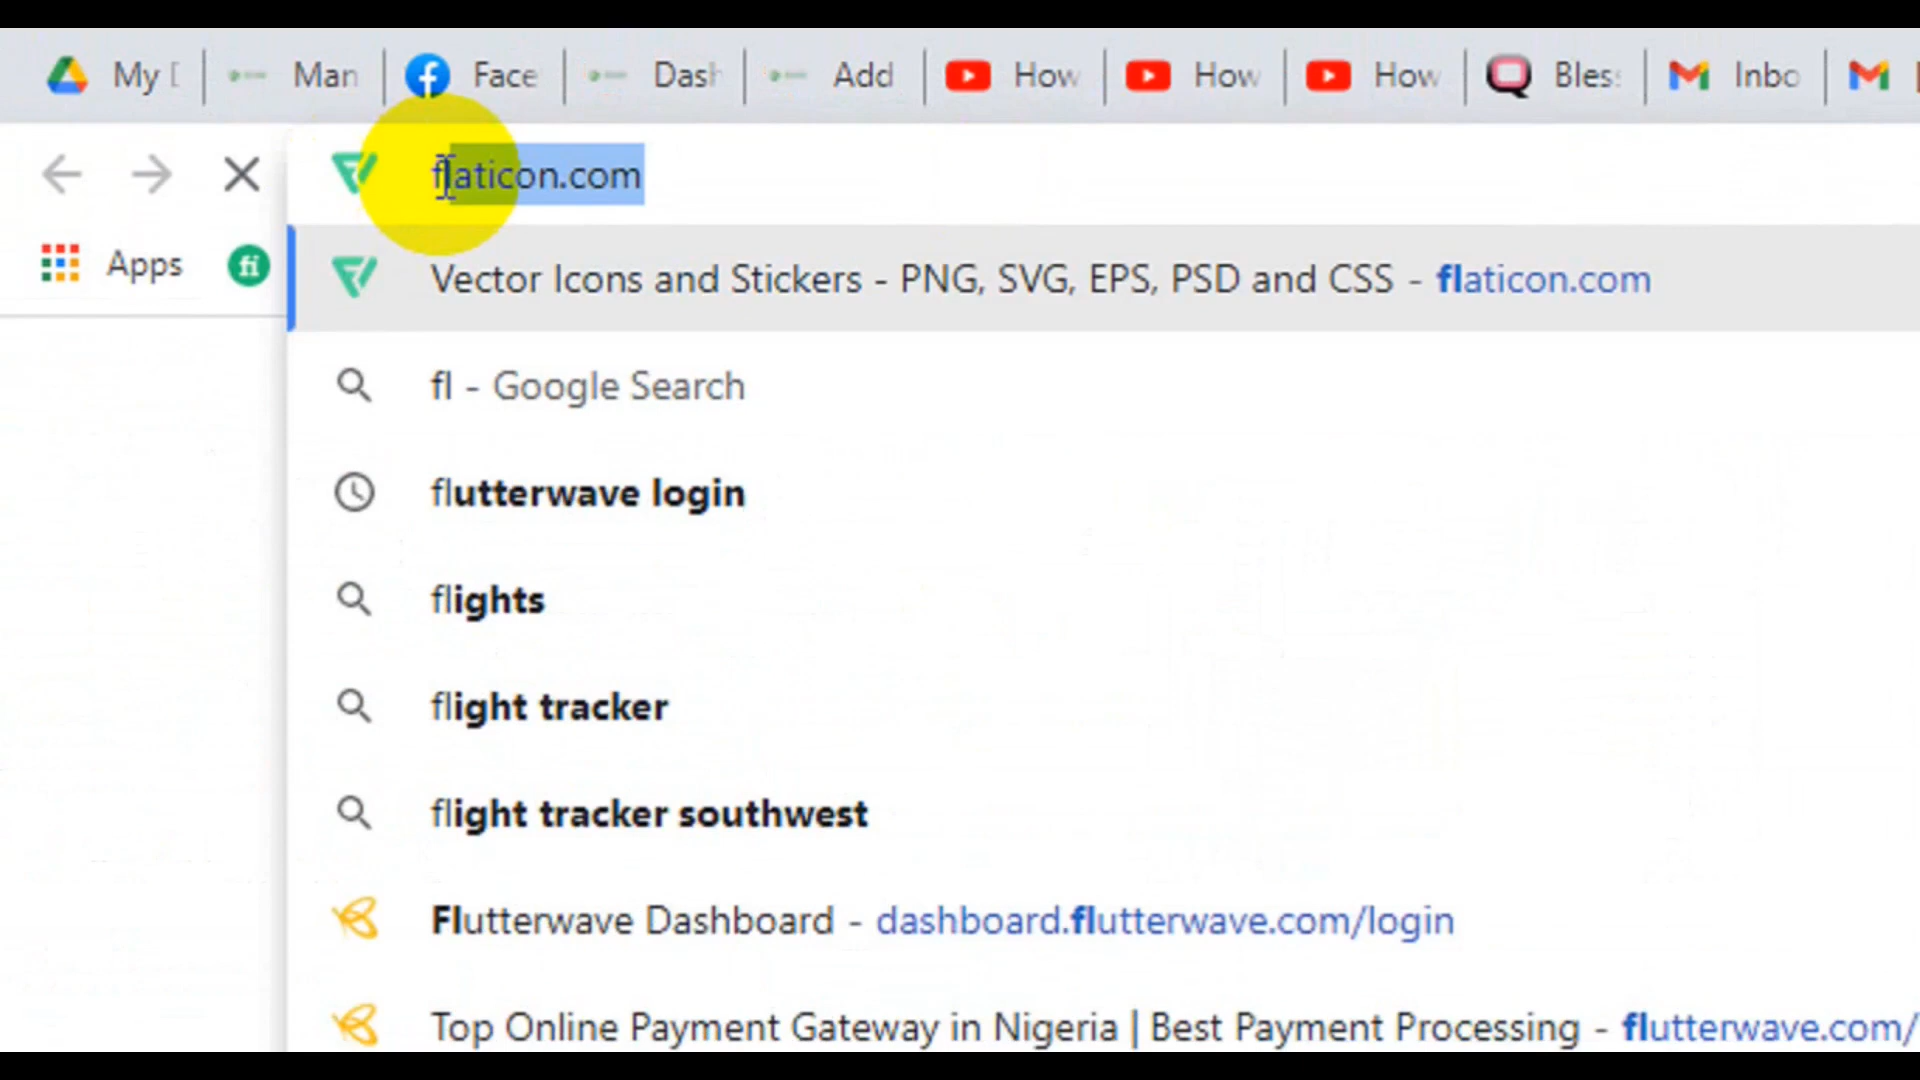 My D
Man
Face
Dash
Add
How
How
How
Bless
Inbo
flaticon.com
Apps
fi
Vector Icons and Stickers - PNG, SVG, EPS, PSD and CSS - flaticon.com
fl - Google Search
flutterwave login
flights
flight tracker
flight tracker southwest
Flutterwave Dashboard - dashboard.flutterwave.com/login
Top Online Payment Gateway in Nigeria | Best Payment Processing - flutterwave.com/